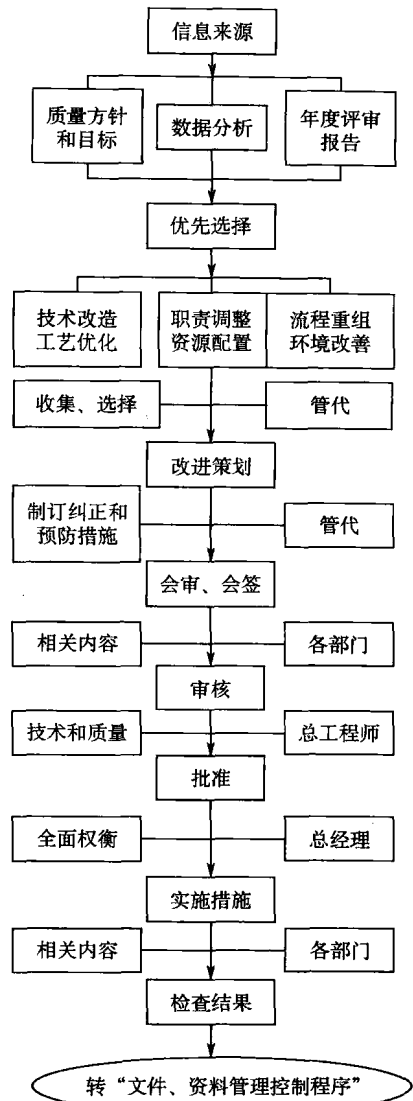 信息来源
质量方针
和目标
数据分析
年度评审
报告
优先选择
技术改造
工艺优化
职责调整
资源配置
流程重组
环境改善
收集、选择
管代
改进策划
制订纠正和
预防措施
管代
会审、会签
相关内容
各部门
审核
技术和质量
总工程师
批准
全面权衡
总经理
实施措施
相关内容
各部门
检查结果
转“文件、资料管理控制程序”